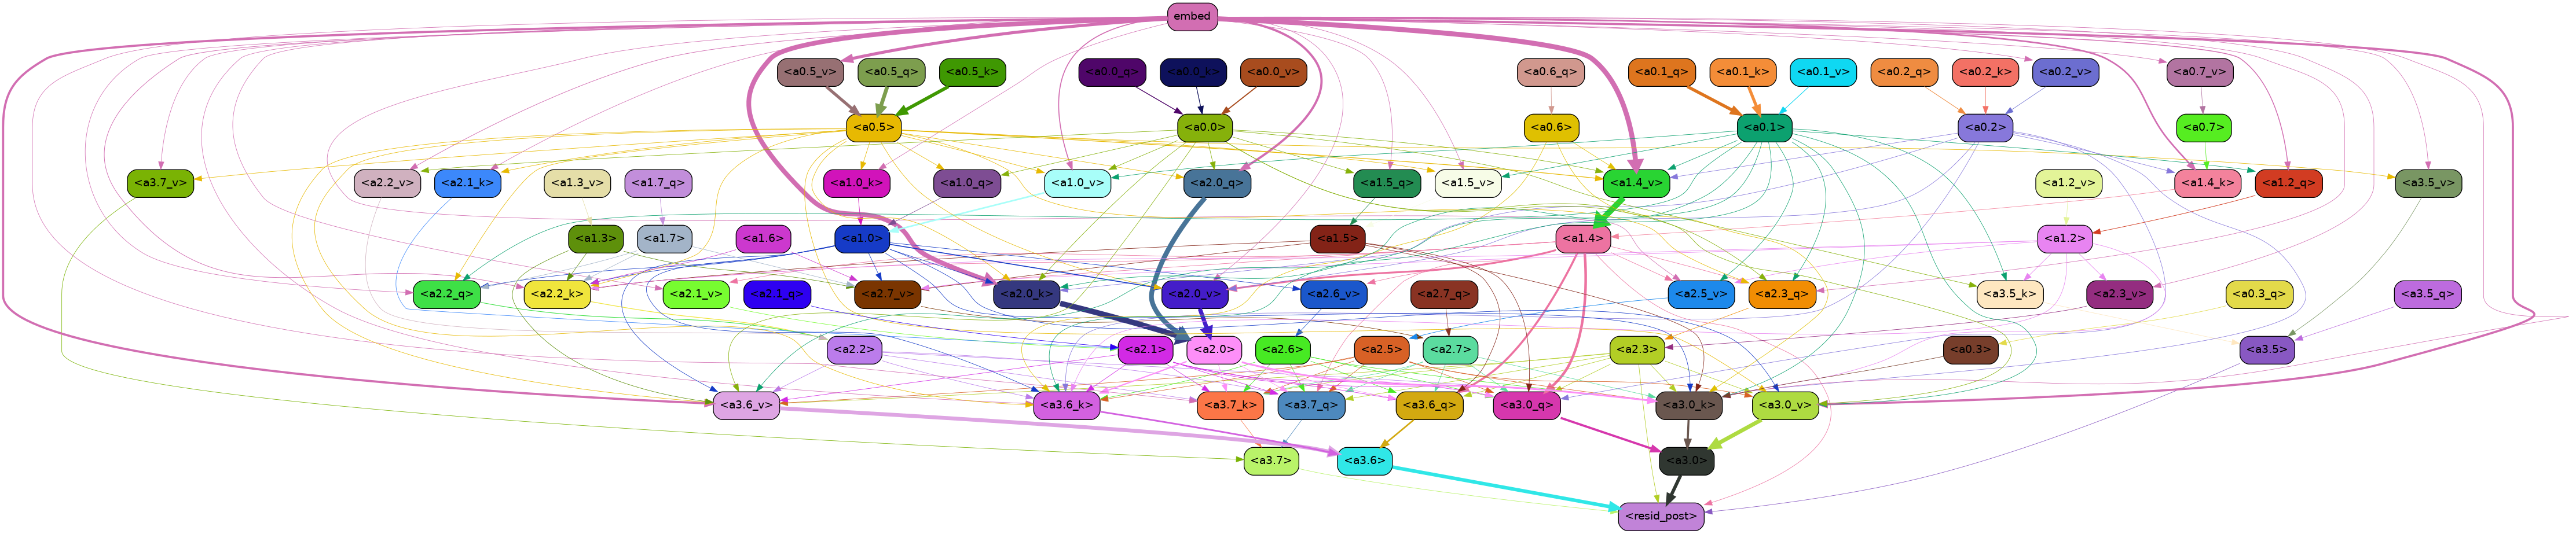 embed
<a0.5_v> <a0.5_q> <a0.5_k> <a0.0_q> <a0.0_k> <a0.0_v> <a0.6_q> <a0.1_q> <a0.1_k> <a0.1_v> <a0.2_q> <a0.2_k> <a0.2_v> <a0.7_v>
<a0.5> <a0.0> <a0.6> <a0.1> <a0.2> <a0.7>
<a3.7_v> <a2.2_v> <a2.1_k> <a1.3_v> <a1.7_q> <a1.0_k> <a1.0_q> <a1.0_v> <a2.0_q> <a1.5_q> <a1.5_v> <a1.4_v> <a1.2_v> <a1.4_k> <a1.2_q> <a3.5_v>
<a1.3> <a1.7> <a1.6> <a1.0> <a1.5> <a1.4> <a1.2>
<a2.2_q> <a2.2_k> <a2.1_v> <a2.1_q> <a2.7_v> <a2.0_k> <a2.0_v> <a2.6_v> <a2.7_q> <a2.5_v> <a2.3_q> <a3.5_k> <a2.3_v> <a0.3_q> <a3.5_q>
<a2.2> <a2.1> <a2.0> <a2.6> <a2.5> <a2.7> <a2.3> <a0.3> <a3.5>
<a3.6_v> <a3.6_k> <a3.7_k> <a3.7_q> <a3.6_q> <a3.0_q> <a3.0_k> <a3.0_v>
<a3.7> <a3.6> <a3.0>
<resid_post>